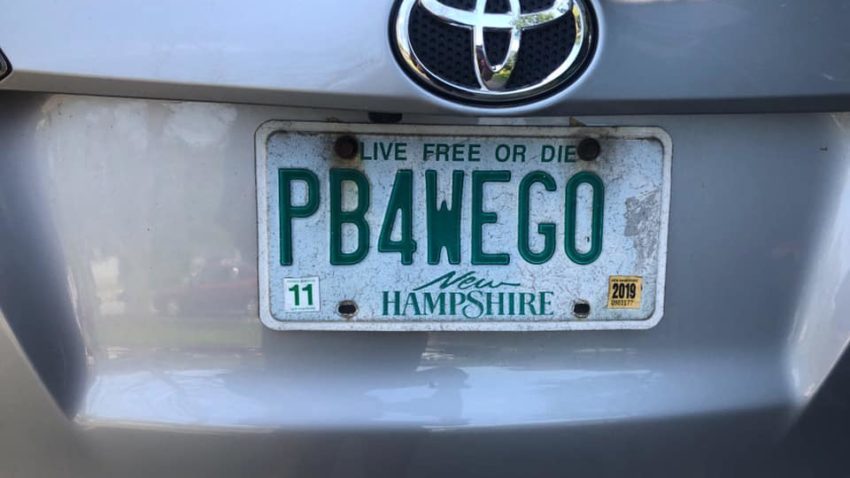 LIVE FREE OR DIE
PB4WEGO
New
HAMPSHIRE
11
2019